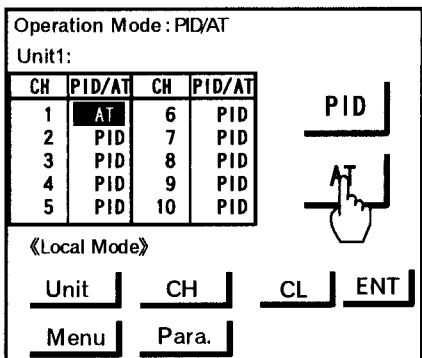 Operation Mode : PID/AT
Unit1:
CH PID/AT CH PID/AT
1 AT 6 PID
2 PID 7 PID
3 PID 8 PID
4 PID 9 PID
5 PID 10 PID
PID
AT
《Local Mode》
Unit CH CL ENT
Menu Para.